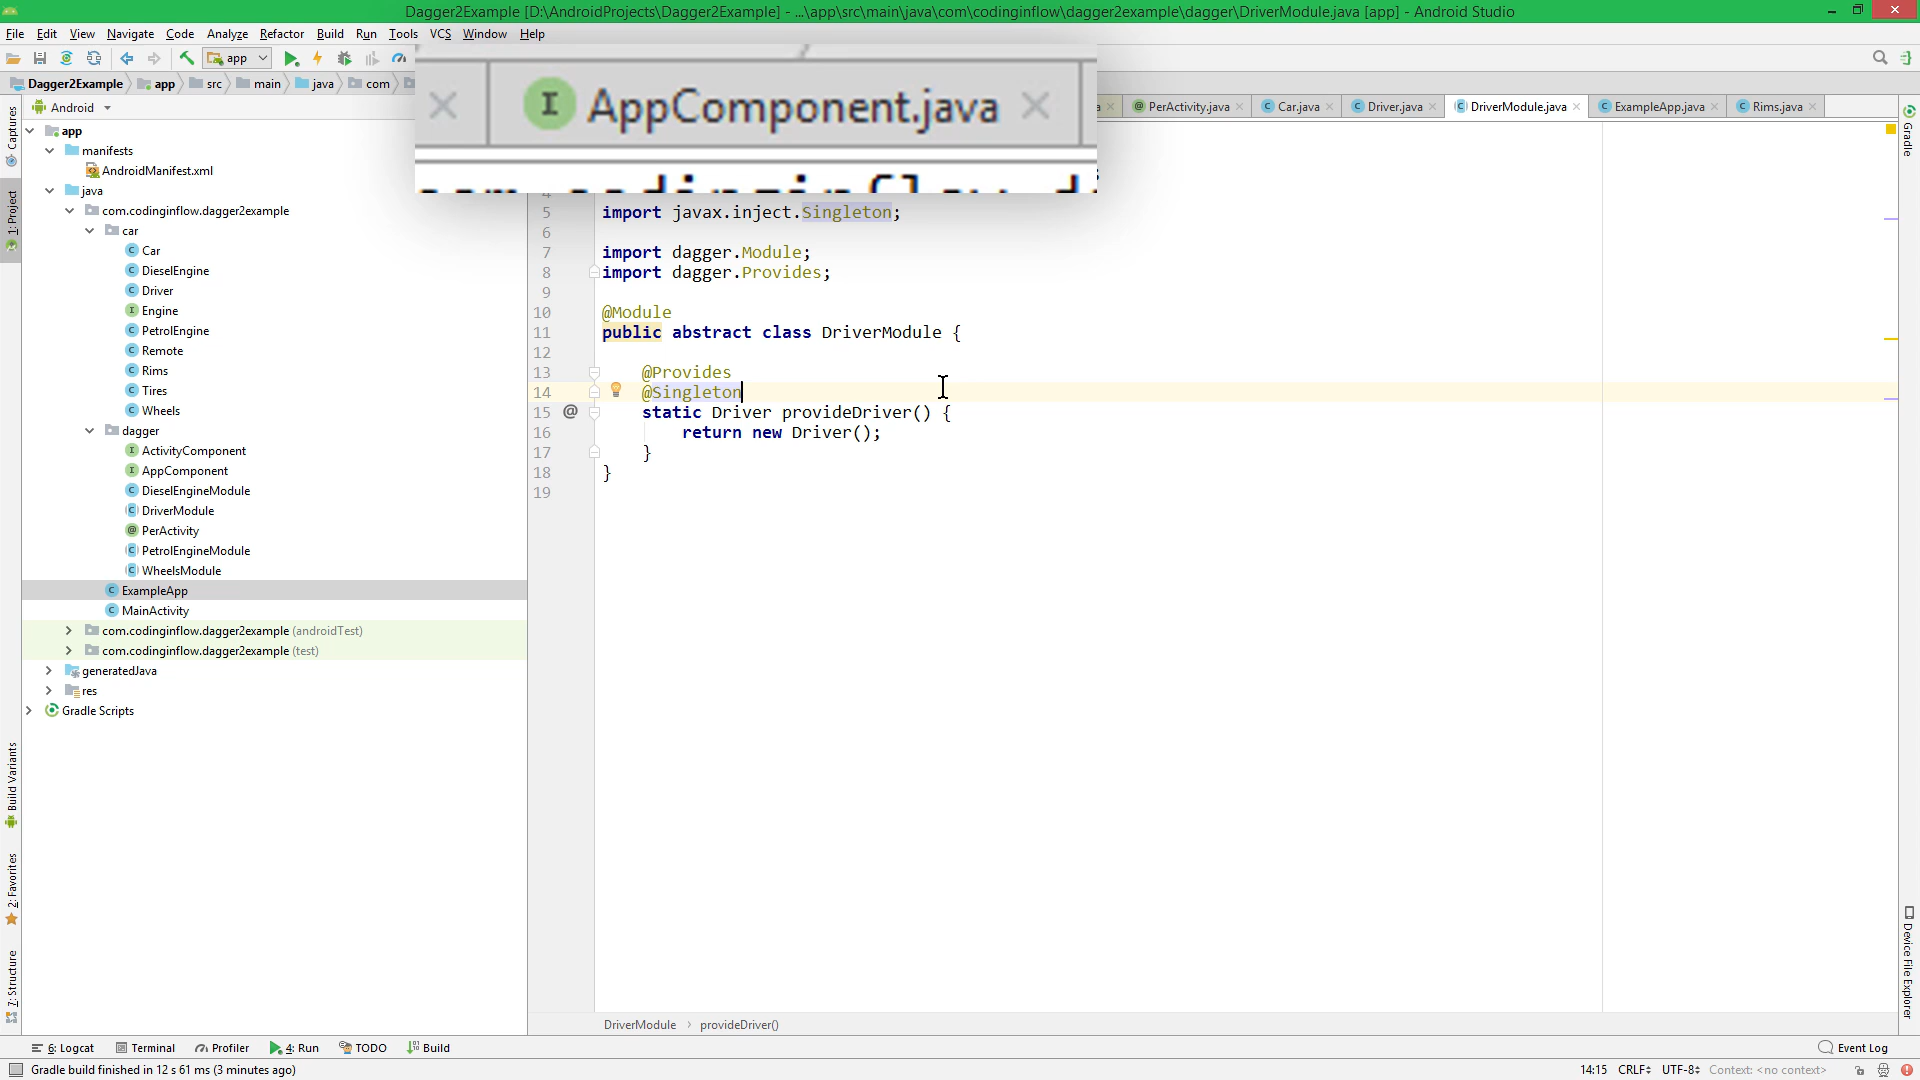 Dagger2Example [D:\AndroidProjects\Dagger2Example] - ...\app\src\main\java\com\codinginflow\dagger2example\dagger\DriverModule.java [app] - Android Studio
File Edit View Navigate Code Analyze Refactor Build Run Tools VCS Window Help
app
Dagger2Example app src main java com
AppComponent.java
PerActivity.java Car.java Driver.java DriverModule.java ExampleApp.java Rims.java
Android
Captures
1: Project
Build Variants
2: Favorites
7: Structure
Gradle
Device File Explorer
app
manifests
AndroidManifest.xml
java
com.codinginflow.dagger2example
car
Car
DieselEngine
Driver
Engine
PetrolEngine
Remote
Rims
Tires
Wheels
dagger
ActivityComponent
AppComponent
DieselEngineModule
DriverModule
PerActivity
PetrolEngineModule
WheelsModule
ExampleApp
MainActivity
com.codinginflow.dagger2example (androidTest)
com.codinginflow.dagger2example (test)
generatedJava
res
Gradle Scripts
5 import javax.inject.Singleton;
6
7 import dagger.Module;
8 import dagger.Provides;
9
10 @Module
11 public abstract class DriverModule {
12
13 @Provides
14 @Singleton
15 @ static Driver provideDriver() {
16 return new Driver();
17 }
18 }
19
DriverModule › provideDriver()
6: Logcat Terminal Profiler 4: Run TODO Build Event Log
Gradle build finished in 12 s 61 ms (3 minutes ago) 14:15 CRLF UTF-8 Context: <no context>